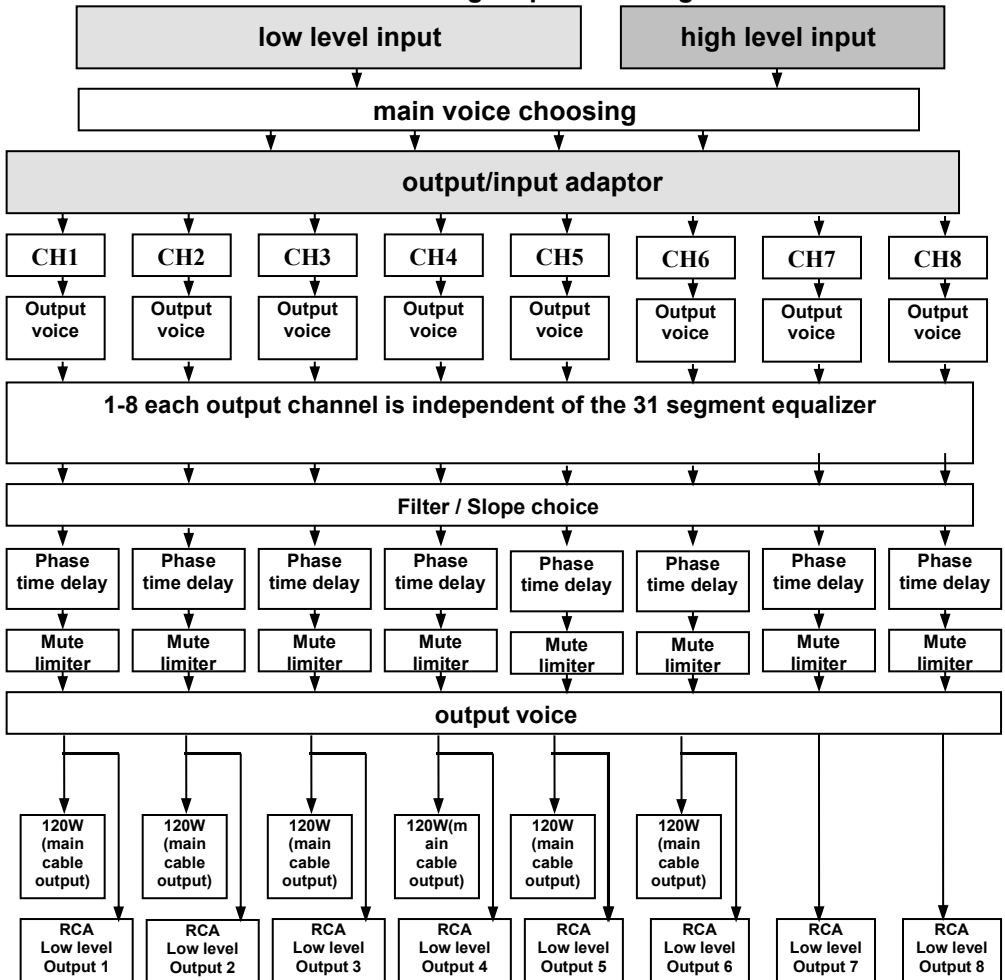 low level input high level input
main voice choosing
output/input adaptor
CH1 CH2 CH3 CH4 CH5 CH6 CH7 CH8
Output Output Output Output Output Output Output Output
voice voice voice voice voice voice voice voice
1-8 each output channel is independent of the 31 segment equalizer
Filter / Slope choice
Phase Phase Phase Phase Phase Phase Phase Phase
time delay time delay time delay time delay time delay time delay time delay time delay
Mute Mute Mute Mute Mute Mute Mute Mute
limiter limiter limiter limiter limiter limiter limiter limiter
output voice
120W 120W 120W 120W(m 120W 120W
(main (main (main ain (main (main
cable cable cable cable cable cable
output) output) output) output) output) output)
RCA RCA RCA RCA RCA RCA RCA RCA
Low level Low level Low level Low level Low level Low level Low level Low level
Output 1 Output 2 Output 3 Output 4 Output 5 Output 6 Output 7 Output 8